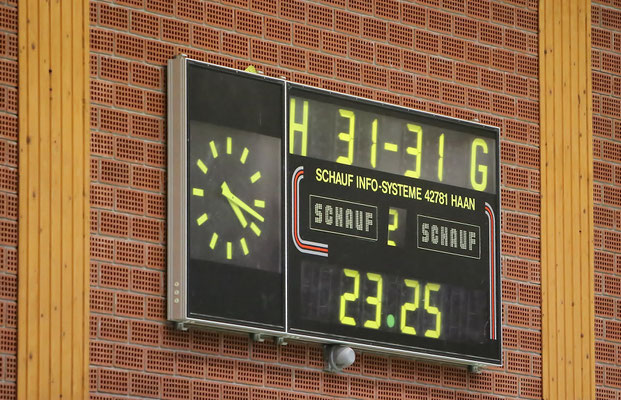 H 31-31 G
SCHAUF INFO-SYSTEME 42781 HAAN
SCHAUF 2 SCHAUF
23.25